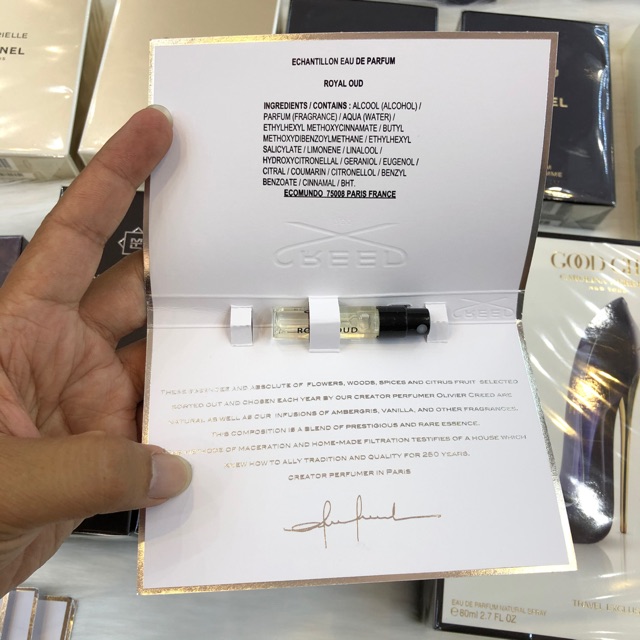 ECHANTILLON EAU DE PARFUM
ROYAL OUD
INGREDIENTS / CONTAINS : ALCOOL (ALCOHOL) /
PARFUM (FRAGRANCE) / AQUA (WATER) /
ETHYLHEXYL METHOXYCINNAMATE / BUTYL
METHOXYDIBENZOYLMETHANE / ETHYLHEXYL
SALICYLATE / LIMONENE / LINALOOL /
HYDROXYCITRONELLAL / GERANIOL / EUGENOL /
CITRAL / COUMARIN / CITRONELLOL / BENZYL
BENZOATE / CINNAMAL / BHT.
ECOMUNDO 75008 PARIS FRANCE
CREED
OUD
ESSENCES AND ABSOLUTE OF FLOWERS, WOODS, SPICES AND CITRUS FRUIT SELECTED
SORTED OUT AND CHOSEN EACH YEAR BY OUR CREATOR PERFUMER OLIVIER CREED ARE
NATURAL AS WELL AS OUR INFUSIONS OF AMBERGRIS, VANILLA, AND OTHER FRAGRANCES.
THIS COMPOSITION IS A BLEND OF PRESTIGIOUS AND RARE ESSENCE.
OF MACERATION AND HOME-MADE FILTRATION TESTIFIES OF A HOUSE WHICH
KNEW HOW TO ALLY TRADITION AND QUALITY FOR 250 YEARS.
CREATOR PERFUMER IN PARIS
GOOD
EAU DE PARFUM NATURAL SPRAY
80ml 2.7 FL OZ
TRAVEL